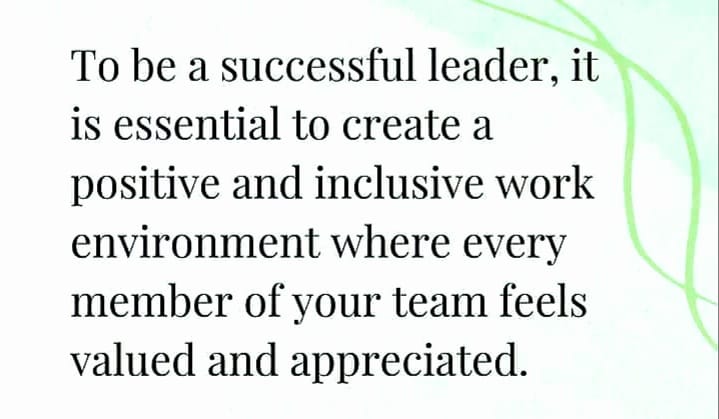 To be a successful leader, it
is essential to create a
positive and inclusive work
environment where every
member of your team feels
valued and appreciated.